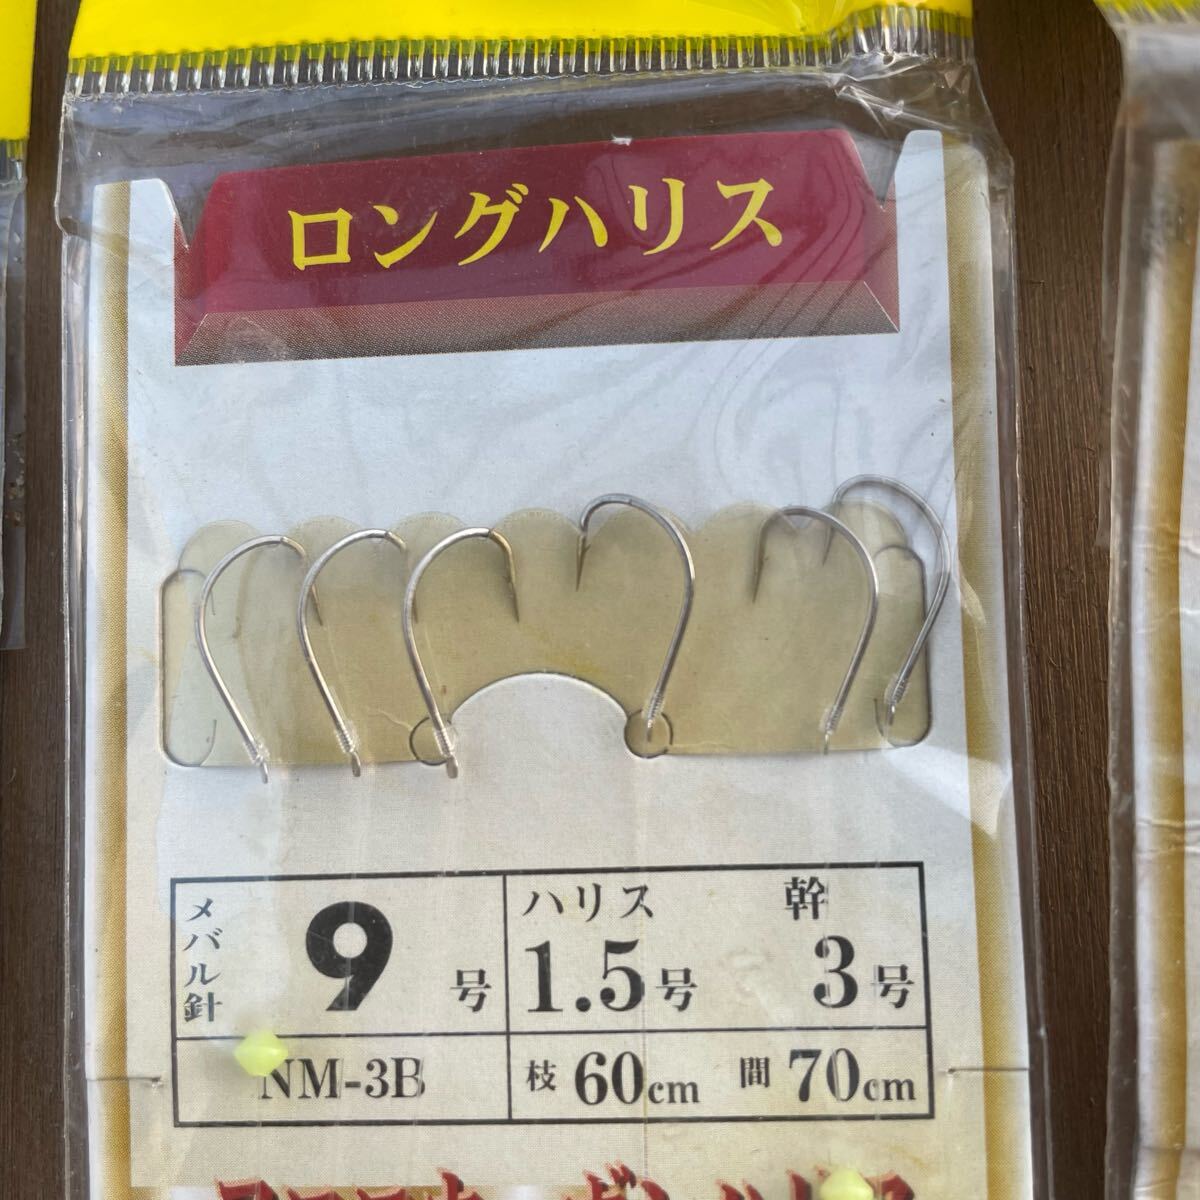 ロングハリス
メバル針 9号
ハリス 1.5号 幹 3号
NM-3B
枝 60cm 間 70cm